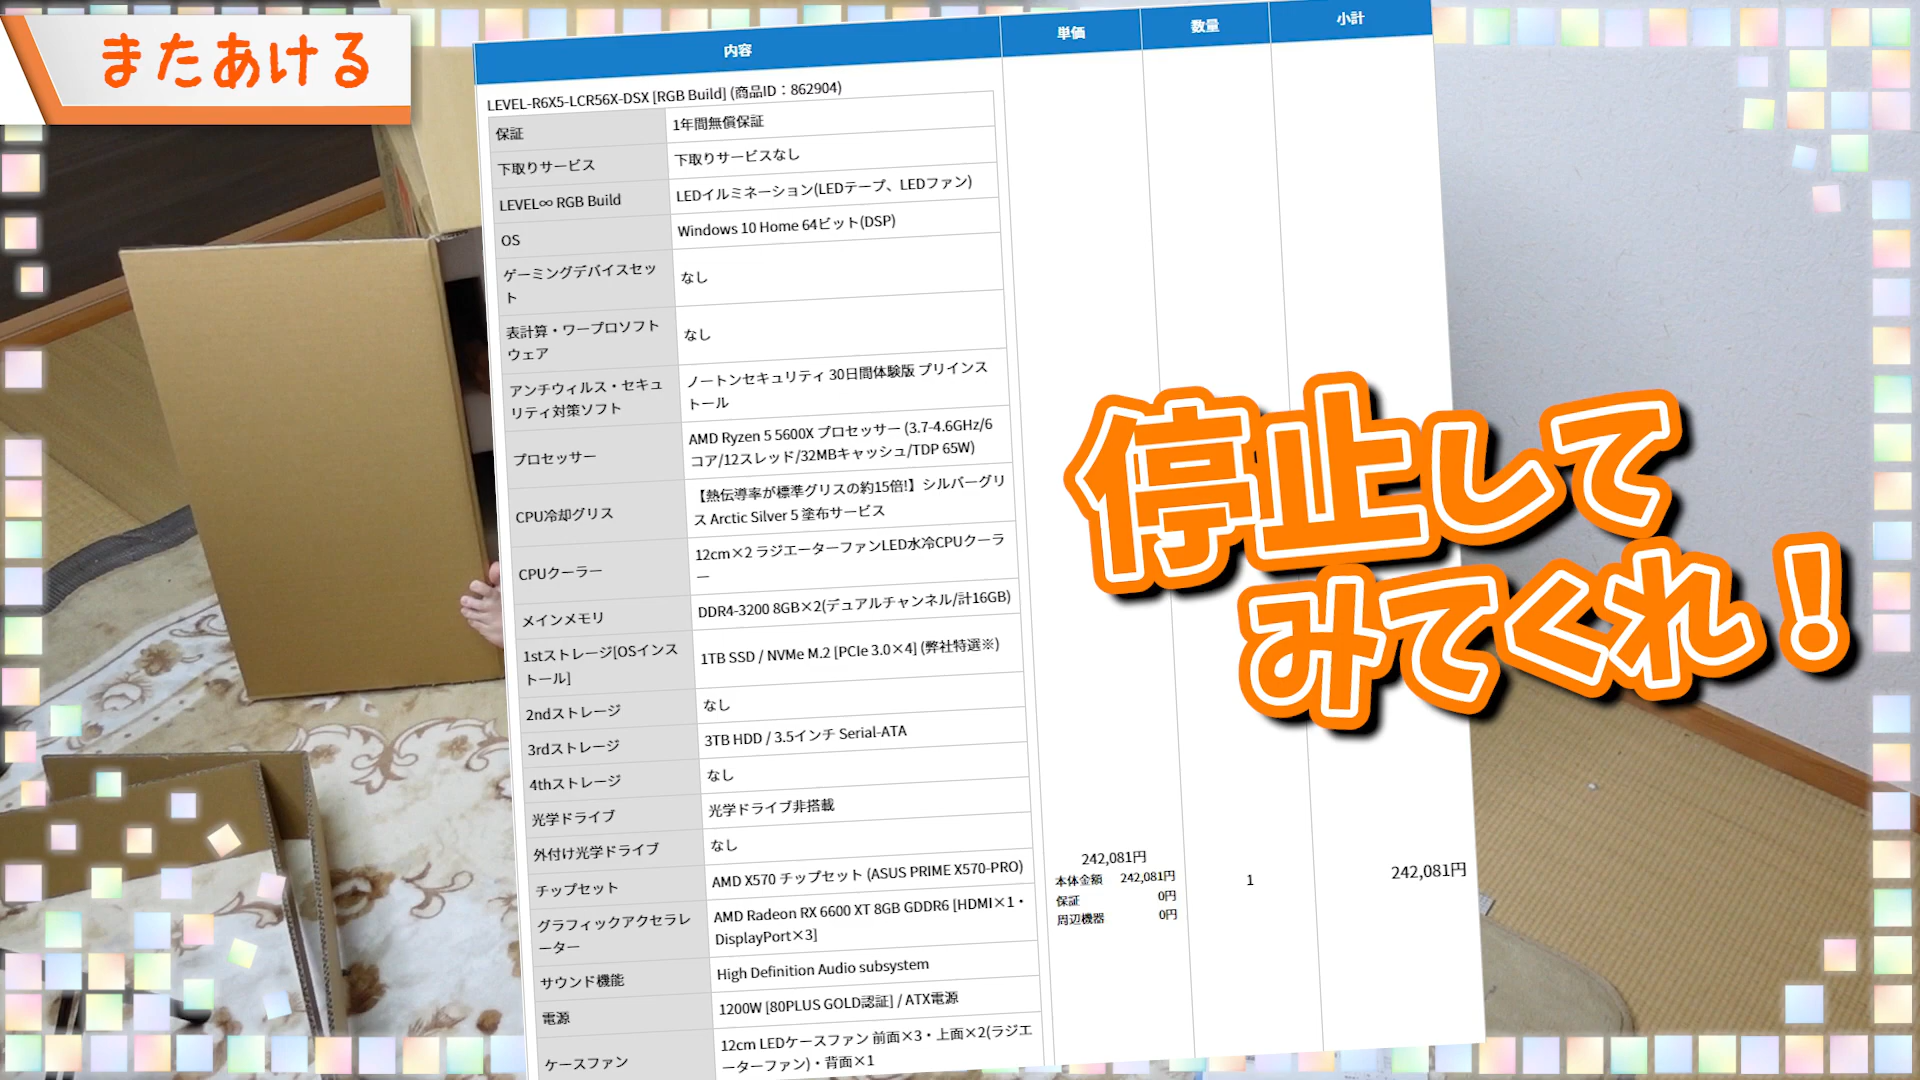 またあける
内容
単価
数量
小計
LEVEL-R6X5-LCR56X-DSX [RGB Build] (商品ID：862904)
保証
1年間無償保証
下取りサービス
下取りサービスなし
LEVEL∞ RGB Build
LEDイルミネーション(LEDテープ、LEDファン)
OS
Windows 10 Home 64ビット(DSP)
ゲーミングデバイスセッ
ト
なし
表計算・ワープロソフト
ウェア
なし
アンチウィルス・セキュ
リティ対策ソフト
ノートンセキュリティ 30日間体験版 プリインス
トール
プロセッサー
AMD Ryzen 5 5600X プロセッサー (3.7-4.6GHz/6
コア/12スレッド/32MBキャッシュ/TDP 65W)
CPU冷却グリス
【熱伝導率が標準グリスの約15倍!】シルバーグリ
ス Arctic Silver 5 塗布サービス
CPUクーラー
12cm×2 ラジエーターファンLED水冷CPUクーラ
ー
メインメモリ
DDR4-3200 8GB×2(デュアルチャンネル/計16GB)
1stストレージ[OSインス
トール]
1TB SSD / NVMe M.2 [PCIe 3.0×4] (弊社特選※)
2ndストレージ
なし
3rdストレージ
3TB HDD / 3.5インチ Serial-ATA
4thストレージ
なし
光学ドライブ
光学ドライブ非搭載
外付け光学ドライブ
なし
チップセット
AMD X570 チップセット (ASUS PRIME X570-PRO)
グラフィックアクセラレ
ーター
AMD Radeon RX 6600 XT 8GB GDDR6 [HDMI×1・
DisplayPort×3]
サウンド機能
High Definition Audio subsystem
電源
1200W [80PLUS GOLD認証] / ATX電源
ケースファン
12cm LEDケースファン 前面×3・上面×2(ラジエ
ーターファン)・背面×1
242,081円
本体金額 242,081円
保証 0円
周辺機器 0円
1
242,081円
停止して
みてくれ！